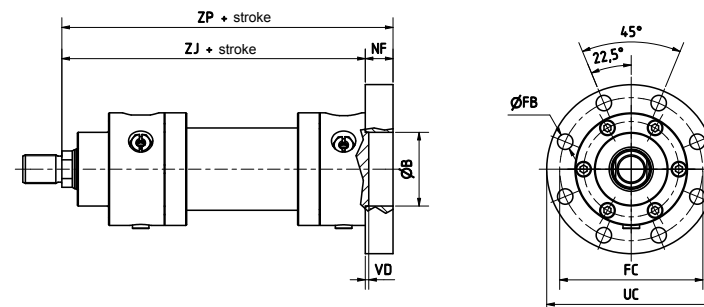 ZP + stroke
ZJ + stroke
NF
ØB
VD
45°
22,5°
ØFB
FC
UC